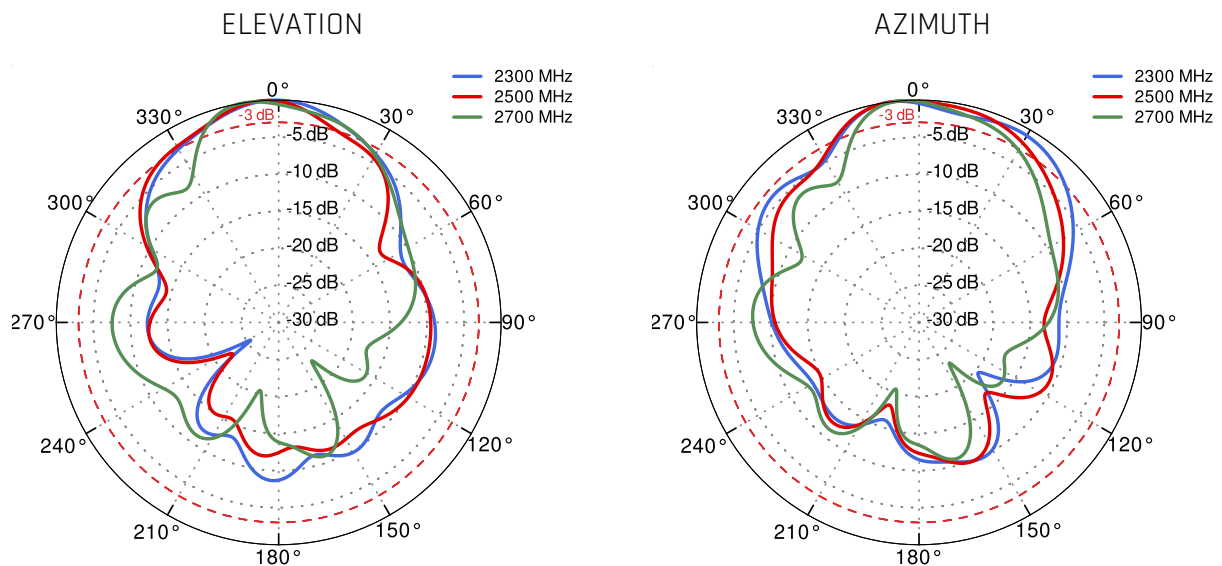 ELEVATION
2300 MHz
2500 MHz
2700 MHz
0°
30°
60°
90°
120°
150°
180°
210°
240°
270°
300°
330°
-3 dB
-5 dB
-10 dB
-15 dB
-20 dB
-25 dB
-30 dB
AZIMUTH
2300 MHz
2500 MHz
2700 MHz
0°
30°
60°
90°
120°
150°
180°
210°
240°
270°
300°
330°
-3 dB
-5 dB
-10 dB
-15 dB
-20 dB
-25 dB
-30 dB